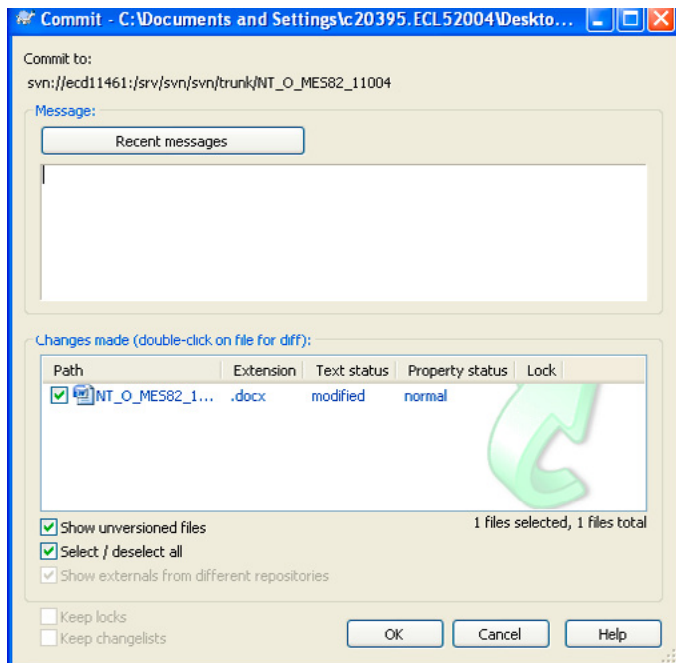 Commit - C:\Documents and Settings\c20395.ECL52004\Deskto...
Commit to:
svn://ecd11461:/srv/svn/svn/trunk/NT_O_MES82_11004
Message:
Recent messages
Changes made (double-click on file for diff):
Path Extension Text status Property status Lock
NT_O_MES82_1... .docx modified normal
1 files selected, 1 files total
Show unversioned files
Select / deselect all
Show externals from different repositories
Keep locks
Keep changelists
OK Cancel Help